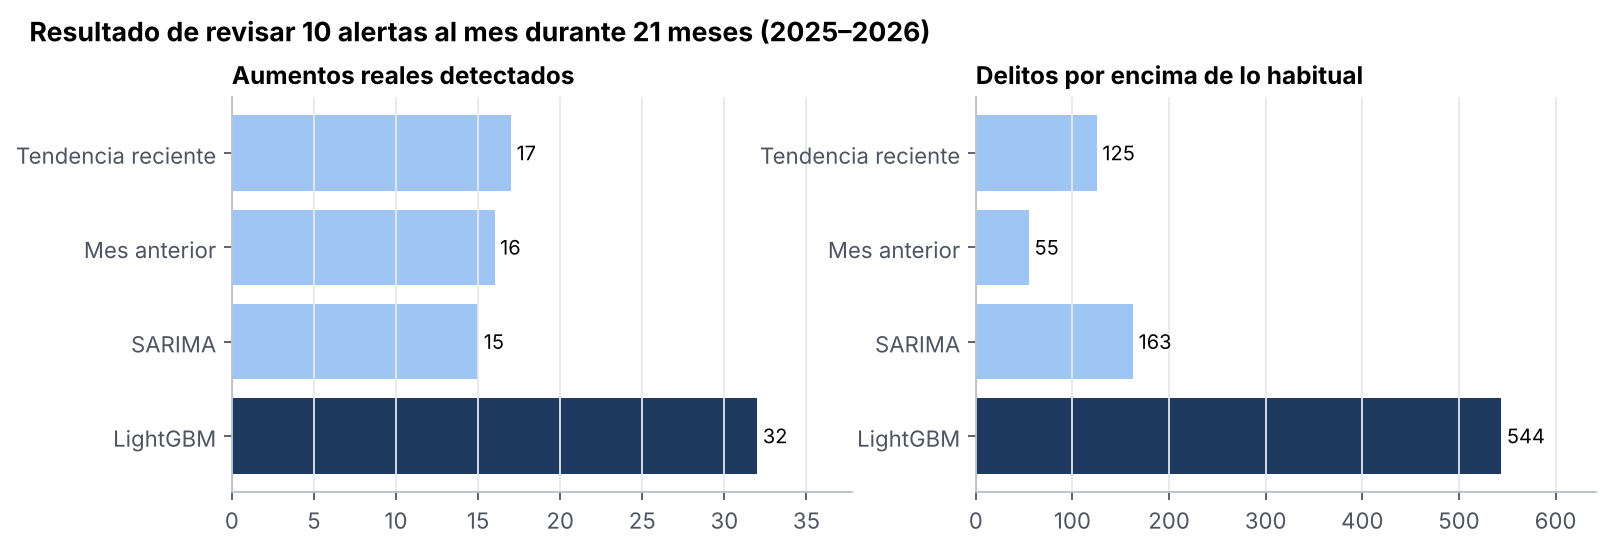 Resultado de revisar 10 alertas al mes durante 21 meses (2025–2026)
Aumentos reales detectados
Tendencia reciente
17
Mes anterior
16
SARIMA
15
LightGBM
32
0 5 10 15 20 25 30 35
Delitos por encima de lo habitual
Tendencia reciente
125
Mes anterior
55
SARIMA
163
LightGBM
544
0 100 200 300 400 500 600